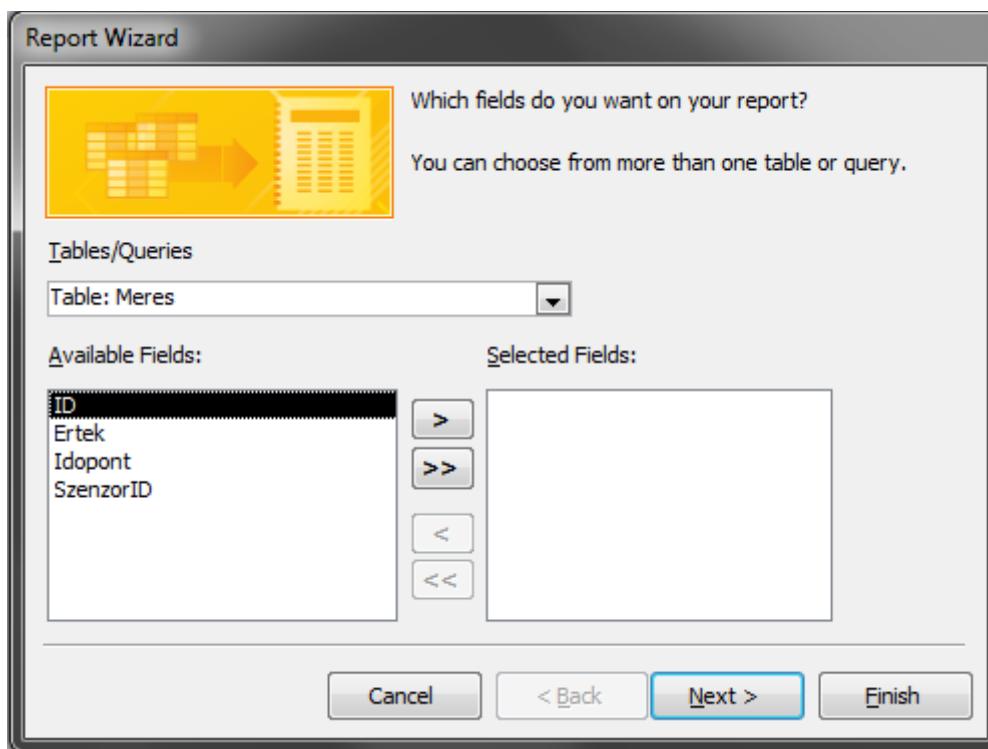 Report Wizard
Which fields do you want on your report?
You can choose from more than one table or query.
Tables/Queries
Table: Meres
Available Fields:
Selected Fields:
ID
Ertek
Idopont
SzenzorID
>
>>
<
<<
Cancel
< Back
Next >
Finish